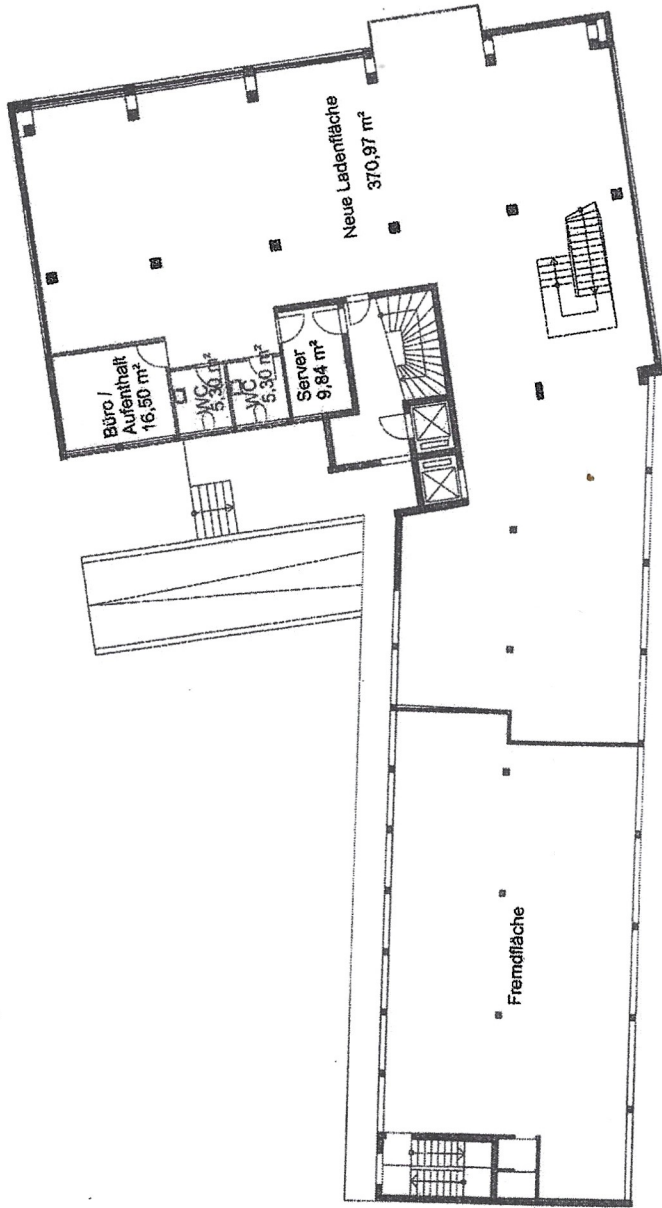 Neue Ladenfläche
370,97 m²
Büro /
Aufenthalt
16,50 m²
WC
5,30 m²
WC
5,30 m²
Server
9,84 m²
Fremdfläche